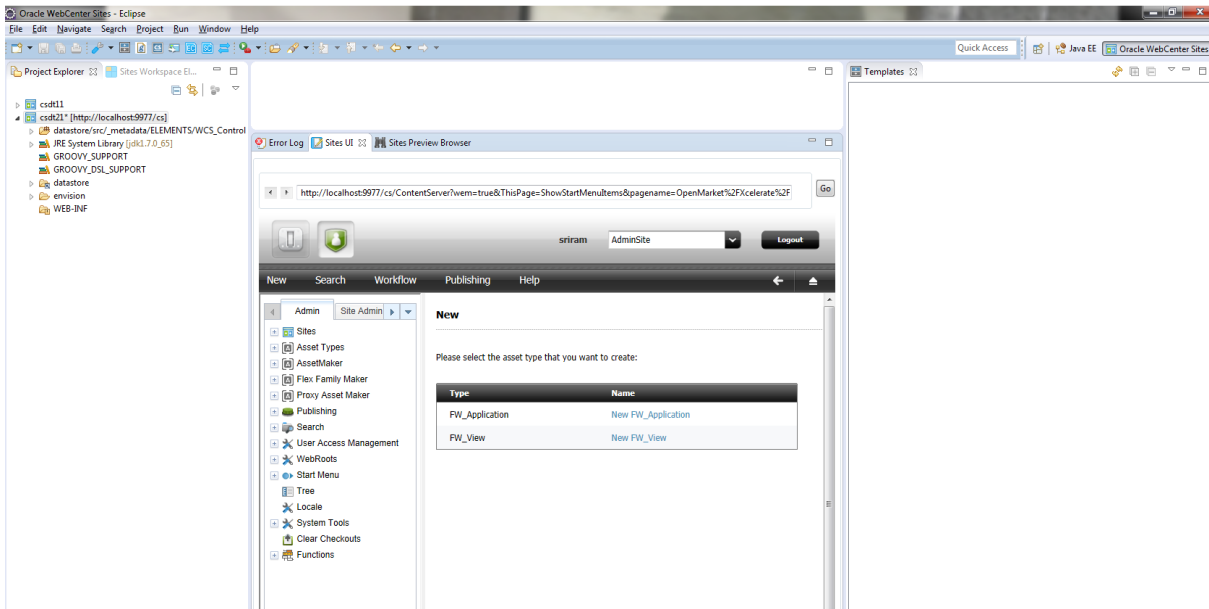 Oracle WebCenter Sites - Eclipse
File Edit Navigate Search Project Run Window Help
Quick Access Java EE Oracle WebCenter Sites
Project Explorer Sites Workspace El...
csdt11
csdt21* [http://localhost:9977/cs]
datastore/src/_metadata/ELEMENTS/WCS_Control
JRE System Library [jdk1.7.0_65]
GROOVY_SUPPORT
GROOVY_DSL_SUPPORT
datastore
envision
WEB-INF
Error Log Sites UI Sites Preview Browser
http://localhost:9977/cs/ContentServer?wem=true&ThisPage=ShowStartMenuItems&pagename=OpenMarket%2FXcelerate%2F Go
sriram AdminSite Logout
New Search Workflow Publishing Help
Admin Site Admin
Sites
Asset Types
AssetMaker
Flex Family Maker
Proxy Asset Maker
Publishing
Search
User Access Management
WebRoots
Start Menu
Tree
Locale
System Tools
Clear Checkouts
Functions
New
Please select the asset type that you want to create:
Type Name
FW_Application New FW_Application
FW_View New FW_View
Templates